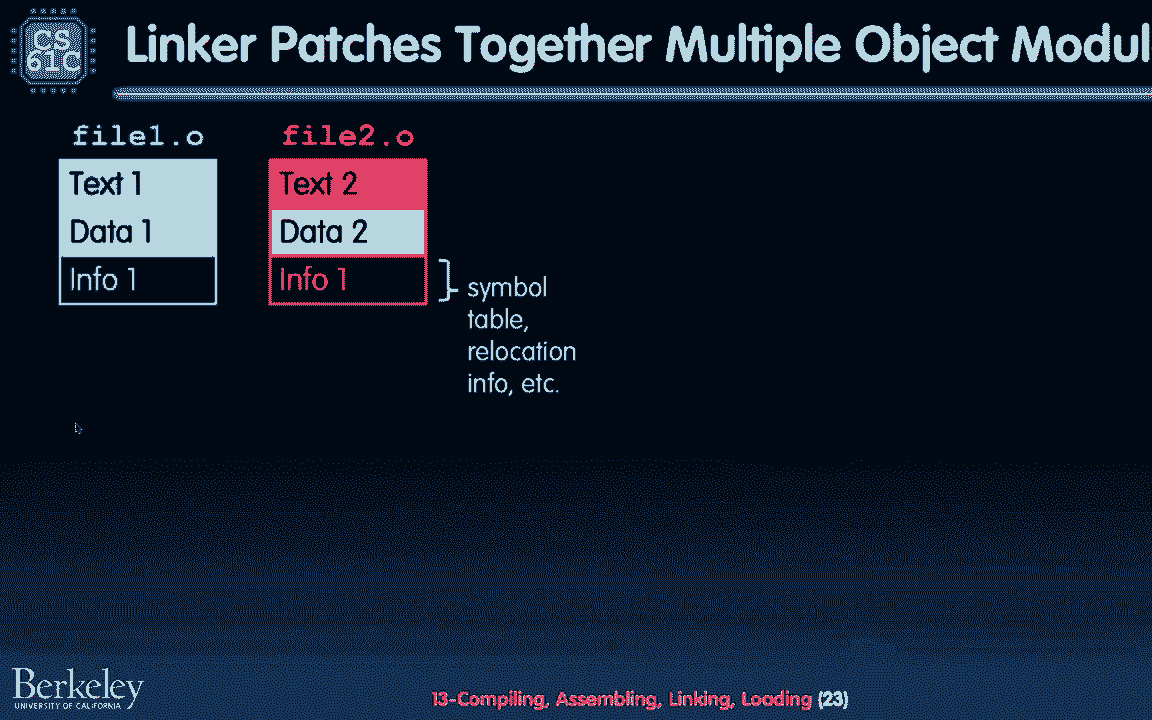 CS
61C
Linker Patches Together Multiple Object Modul
file1.o
Text 1
Data 1
Info 1
file2.o
Text 2
Data 2
Info 1
symbol
table,
relocation
info, etc.
Berkeley
UNIVERSITY OF CALIFORNIA
13-Compiling, Assembling, Linking, Loading (23)